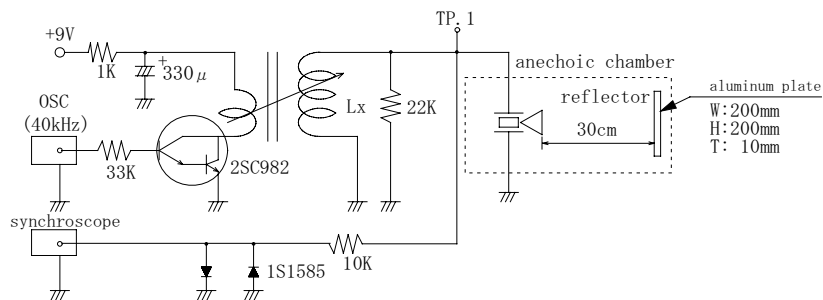 TP.1
+9V
1K
+
330μ
OSC
(40kHz)
33K
2SC982
Lx
22K
anechoic chamber
reflector
30cm
aluminum plate
W:200mm
H:200mm
T: 10mm
synchroscope
1S1585
10K